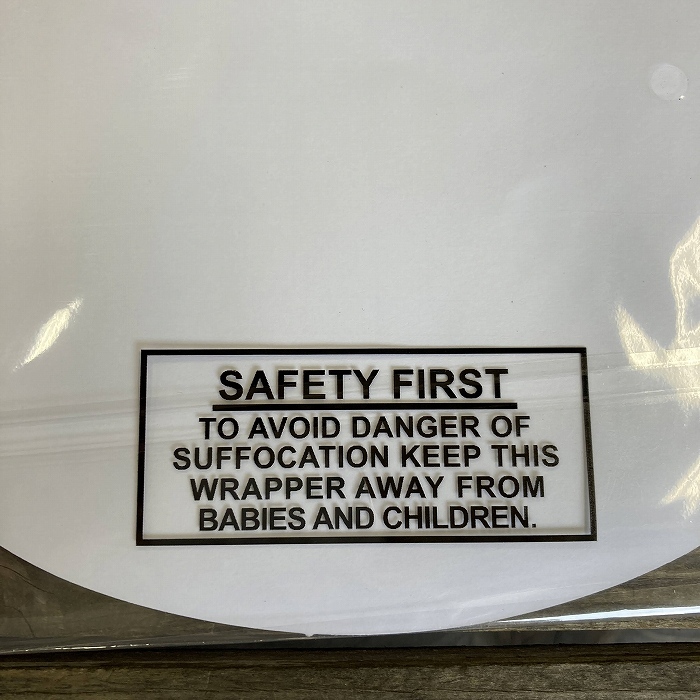 SAFETY FIRST
TO AVOID DANGER OF
SUFFOCATION KEEP THIS
WRAPPER AWAY FROM
BABIES AND CHILDREN.